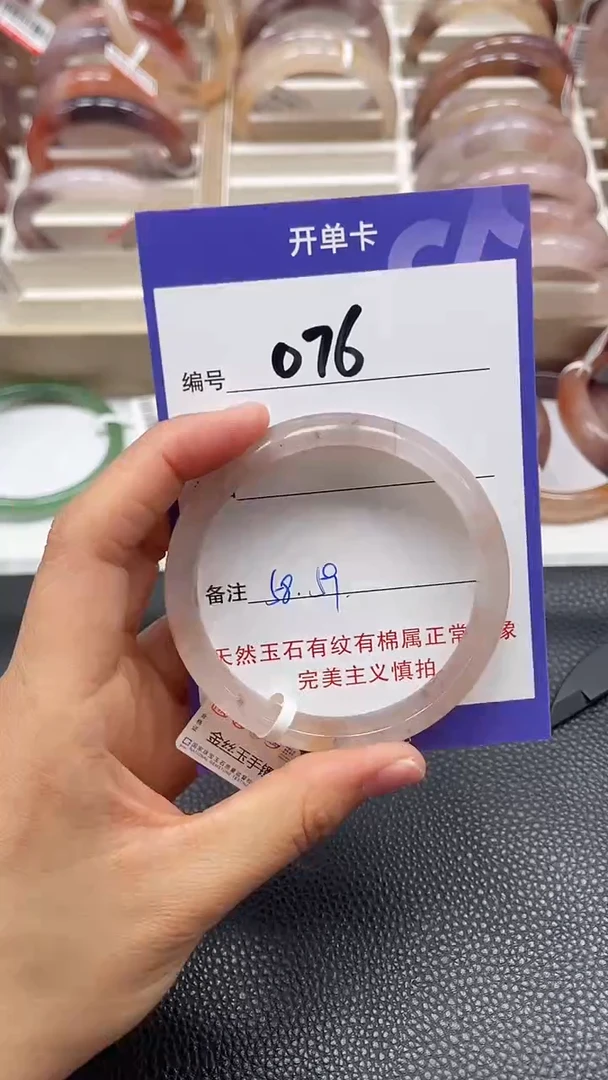 开单卡
编号 076
备注 58.59
天然玉石有纹有棉属正常 象
完美主义慎拍
金丝玉手镯